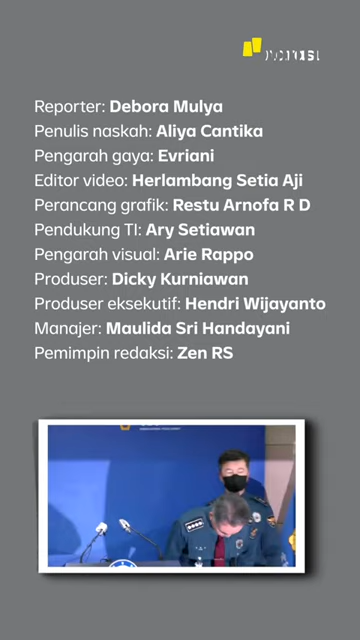 narasi
Reporter: Debora Mulya
Penulis naskah: Aliya Cantika
Pengarah gaya: Evriani
Editor video: Herlambang Setia Aji
Perancang grafik: Restu Arnofa R D
Pendukung TI: Ary Setiawan
Pengarah visual: Arie Rappo
Produser: Dicky Kurniawan
Produser eksekutif: Hendri Wijayanto
Manajer: Maulida Sri Handayani
Pemimpin redaksi: Zen RS